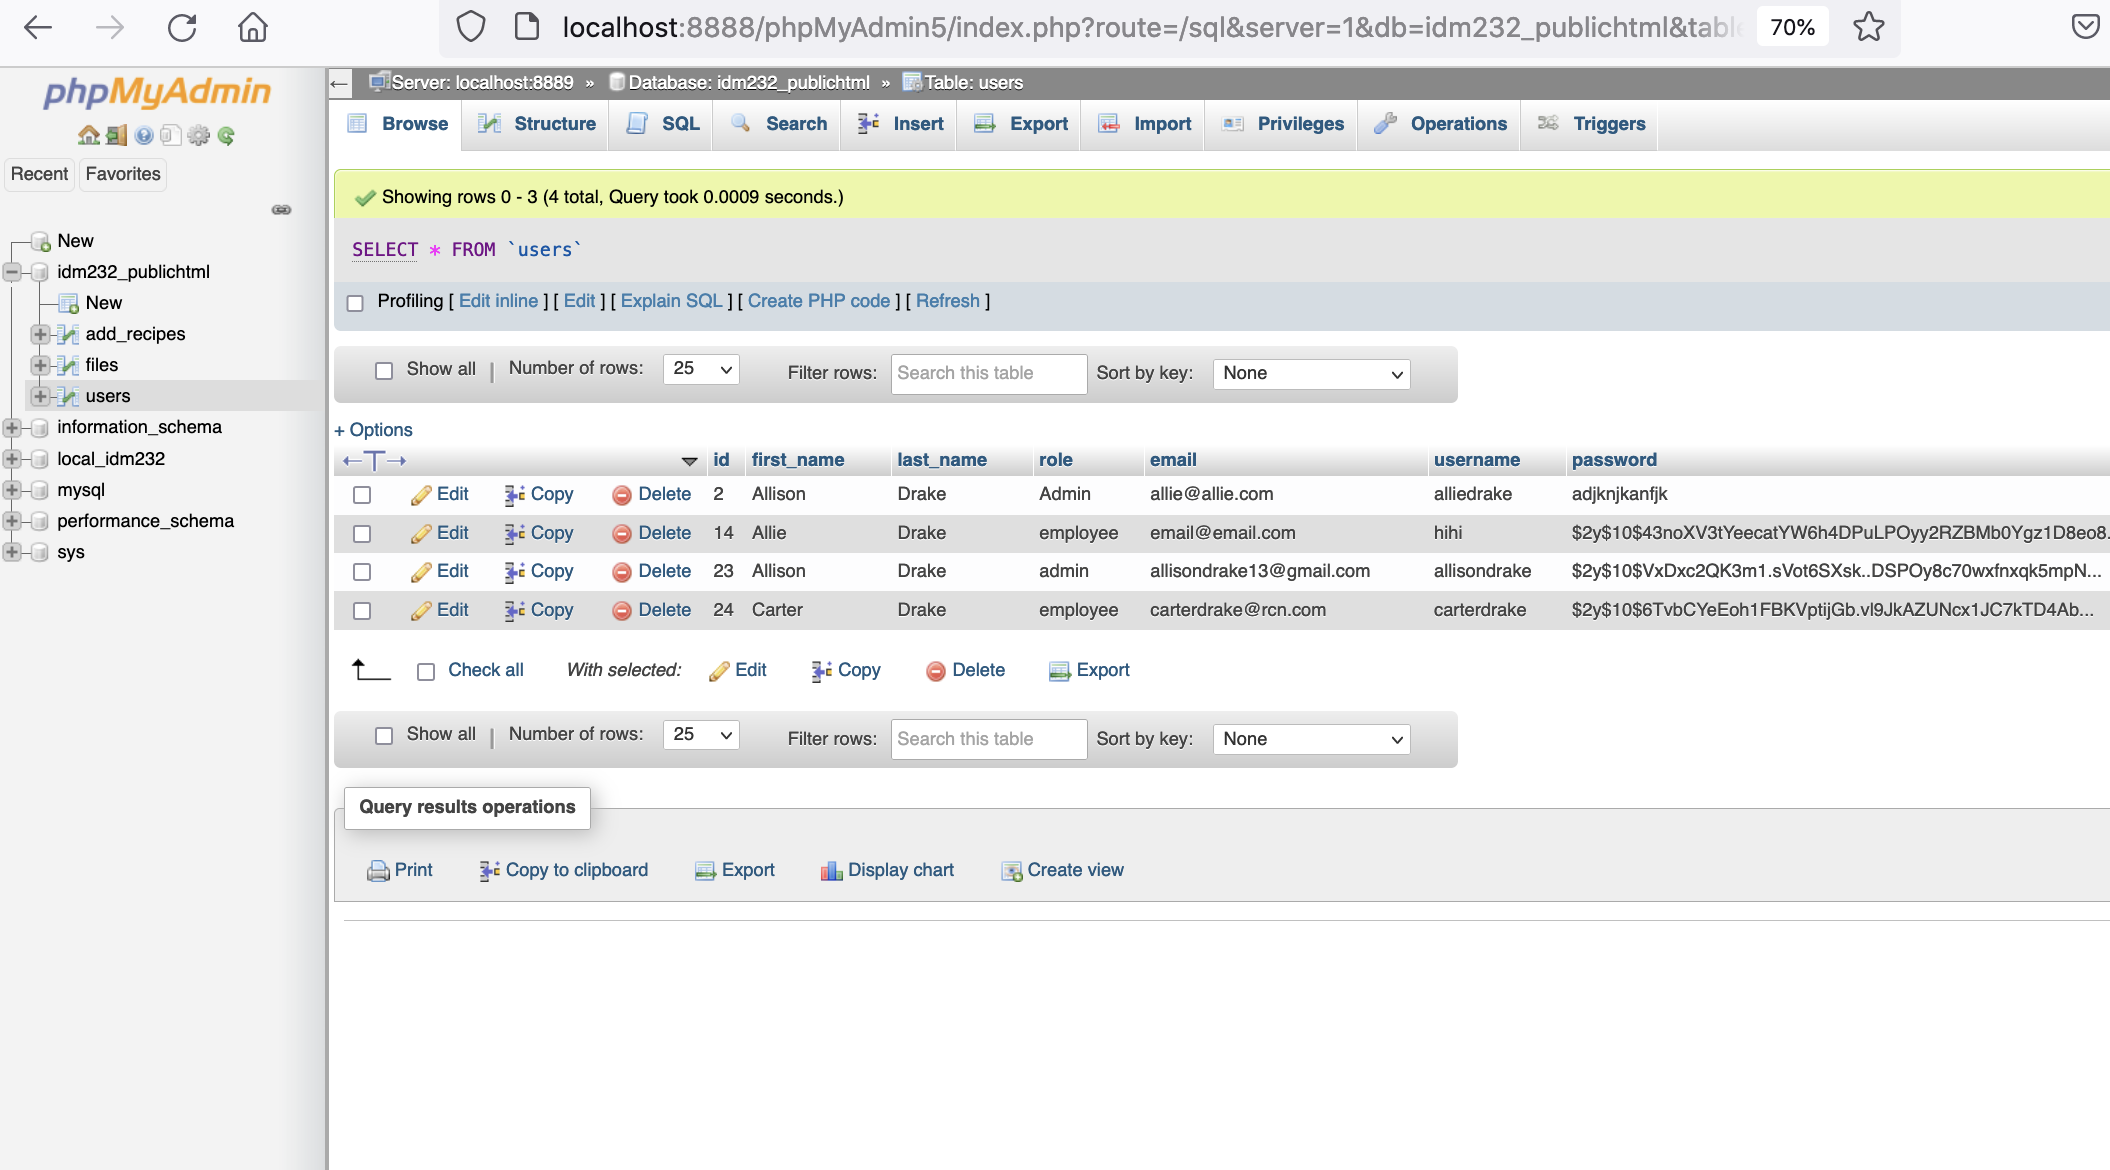 localhost:8888/phpMyAdmin5/index.php?route=/sql&server=1&db=idm232_publichtml&table
70%
phpMyAdmin
Recent Favorites
New
idm232_publichtml
New
add_recipes
files
users
information_schema
local_idm232
mysql
performance_schema
sys
Server: localhost:8889 » Database: idm232_publichtml » Table: users
Browse Structure SQL Search Insert Export Import Privileges Operations Triggers
Showing rows 0 - 3 (4 total, Query took 0.0009 seconds.)
SELECT * FROM `users`
Profiling [ Edit inline ] [ Edit ] [ Explain SQL ] [ Create PHP code ] [ Refresh ]
Show all | Number of rows: 25 Filter rows: Search this table Sort by key: None
+ Options
←T→ id first_name last_name role email username password
Edit Copy Delete 2 Allison Drake Admin allie@allie.com alliedrake adjknjkanfjk
Edit Copy Delete 14 Allie Drake employee email@email.com hihi $2y$10$43noXV3tYeecatYW6h4DPuLPOyy2RZBMb0Ygz1D8eo8.
Edit Copy Delete 23 Allison Drake admin allisondrake13@gmail.com allisondrake $2y$10$VxDxc2QK3m1.sVot6SXsk..DSPOy8c70wxfnxqk5mpN...
Edit Copy Delete 24 Carter Drake employee carterdrake@rcn.com carterdrake $2y$10$6TvbCYeEoh1FBKVptijGb.vl9JkAZUNcx1JC7kTD4Ab...
Check all With selected: Edit Copy Delete Export
Show all | Number of rows: 25 Filter rows: Search this table Sort by key: None
Query results operations
Print Copy to clipboard Export Display chart Create view